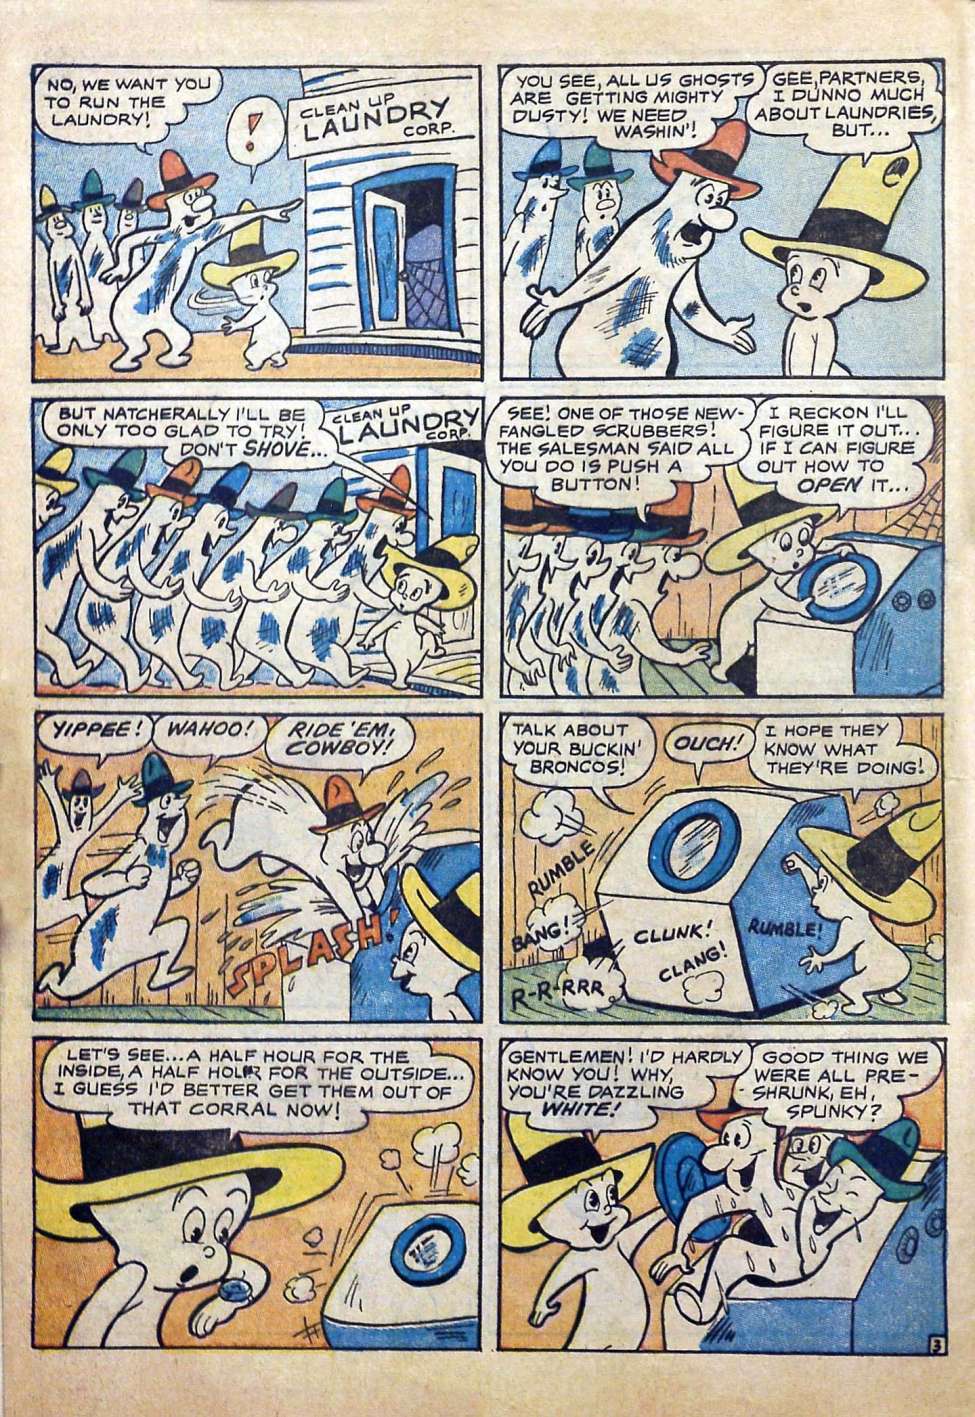 NO, WE WANT YOU
TO RUN THE
LAUNDRY!
!
CLEAN UP
LAUNDRY
CORP.
YOU SEE, ALL US GHOSTS
ARE GETTING MIGHTY
DUSTY! WE NEED
WASHIN'!
GEE, PARTNERS,
I DUNNO MUCH
ABOUT LAUNDRIES,
BUT...
BUT NATCHERALLY I'LL BE
ONLY TOO GLAD TO TRY!
DON'T SHOVE...
CLEAN UP
LAUNDRY
CORP.
SEE! ONE OF THOSE NEW-
FANGLED SCRUBBERS!
THE SALESMAN SAID ALL
YOU DO IS PUSH A
BUTTON!
I RECKON I'LL
FIGURE IT OUT...
IF I CAN FIGURE
OUT HOW TO
OPEN IT...
YIPPEE!
WAHOO!
RIDE 'EM,
COWBOY!
SPLASH!
TALK ABOUT
YOUR BUCKIN'
BRONCOS!
OUCH!
I HOPE THEY
KNOW WHAT
THEY'RE DOING!
RUMBLE
BANG!
R-R-RRR
CLUNK!
CLANG!
RUMBLE!
LET'S SEE...A HALF HOUR FOR THE
INSIDE, A HALF HOUR FOR THE OUTSIDE...
I GUESS I'D BETTER GET THEM OUT OF
THAT CORRAL NOW!
GENTLEMEN! I'D HARDLY
KNOW YOU! WHY,
YOU'RE DAZZLING
WHITE!
GOOD THING WE
WERE ALL PRE-
SHRUNK, EH,
SPUNKY?
3